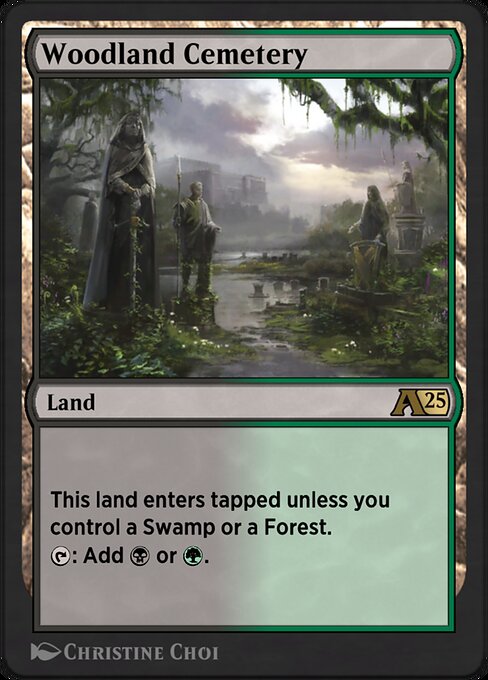 Woodland Cemetery
Land
A25
This land enters tapped unless you
control a Swamp or a Forest.
: Add or .
Christine Choi